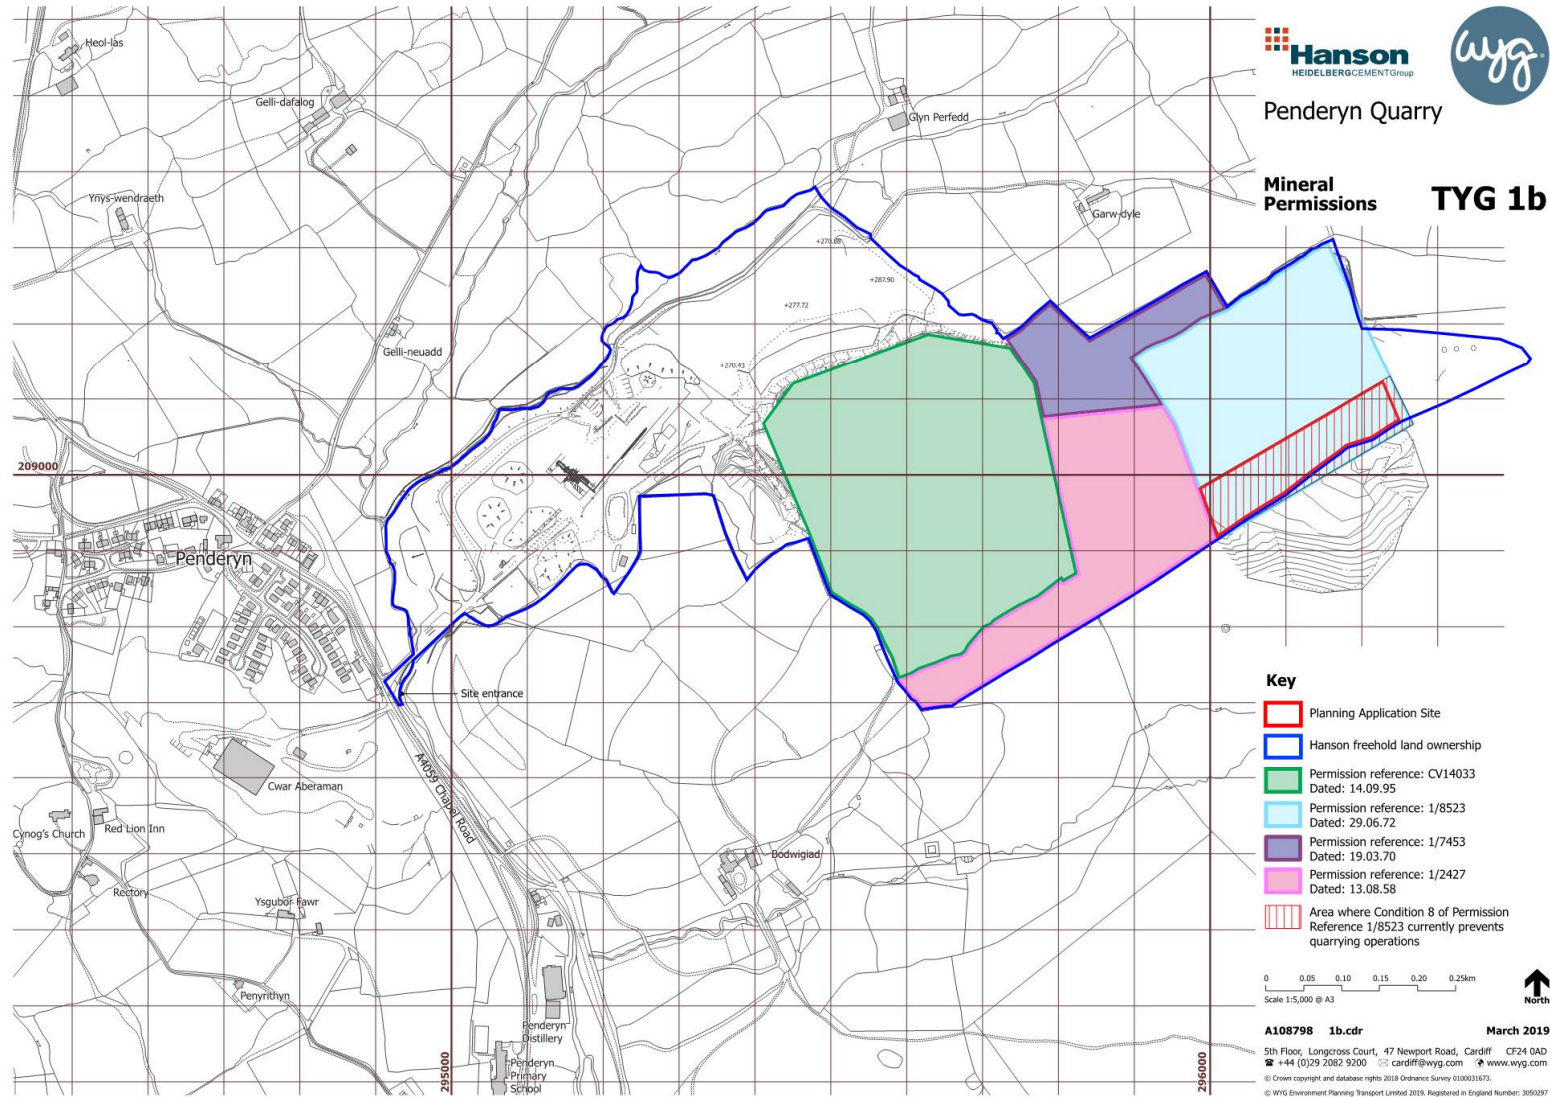 Hanson
HEIDELBERGCEMENTGroup
wyg
Penderyn Quarry
Mineral
Permissions
TYG 1b
Heol-las
Gelli-dafalog
Glyn Perfedd
Ynys-wendraeth
Garw-dyle
+270.88
+287.90
+277.72
Gelli-neuadd
+270.43
209000
Penderyn
Site entrance
A4059 Chapel Road
Cwar Aberaman
Cynog's Church
Red Lion Inn
Bodwigiad
Rectory
Ysgubor Fawr
Penyrithyn
Penderyn
Distillery
Penderyn
Primary
School
295000
296000
Key
Planning Application Site
Hanson freehold land ownership
Permission reference: CV14033
Dated: 14.09.95
Permission reference: 1/8523
Dated: 29.06.72
Permission reference: 1/7453
Dated: 19.03.70
Permission reference: 1/2427
Dated: 13.08.58
Area where Condition 8 of Permission
Reference 1/8523 currently prevents
quarrying operations
0 0.05 0.10 0.15 0.20 0.25km
Scale 1:5,000 @ A3
North
A108798 1b.cdr March 2019
5th Floor, Longcross Court, 47 Newport Road, Cardiff CF24 0AD
+44 (0)29 2082 9200 cardiff@wyg.com www.wyg.com
© Crown copyright and database rights 2018 Ordnance Survey 0100031673.
© WYG Environment Planning Transport Limited 2019. Registered in England Number: 3050297